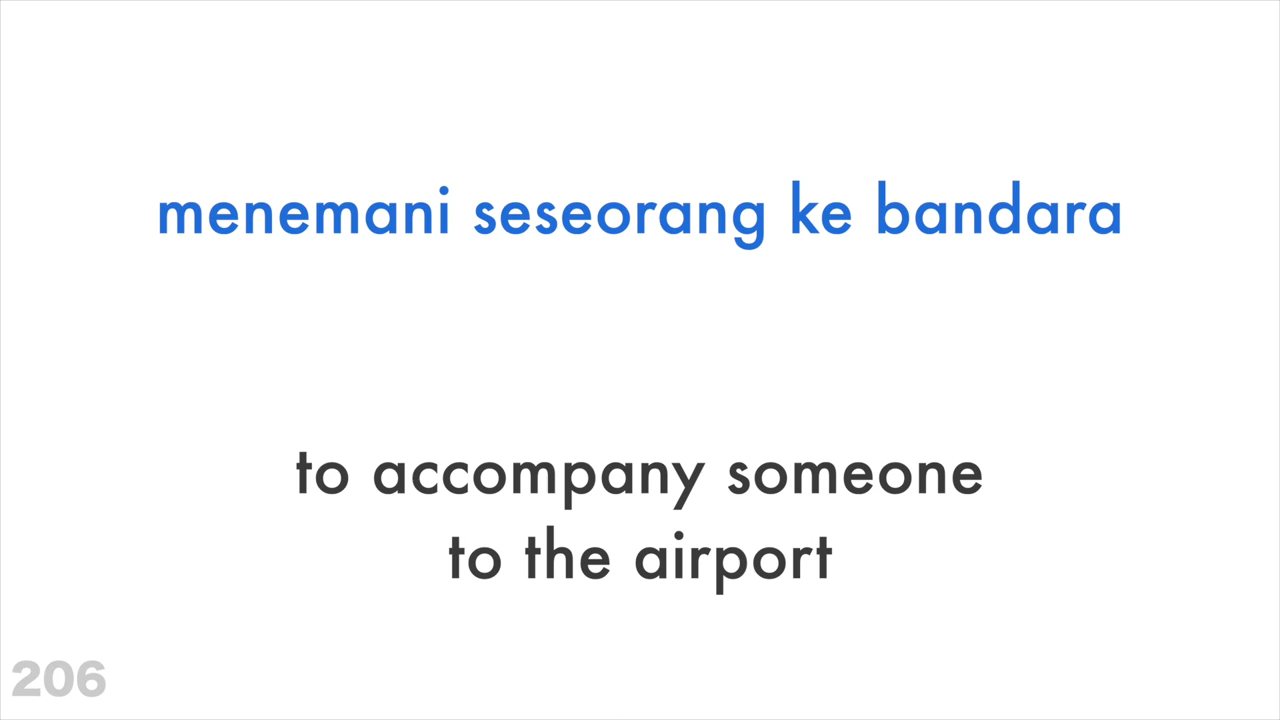 menemani seseorang ke bandara
to accompany someone
to the airport
206